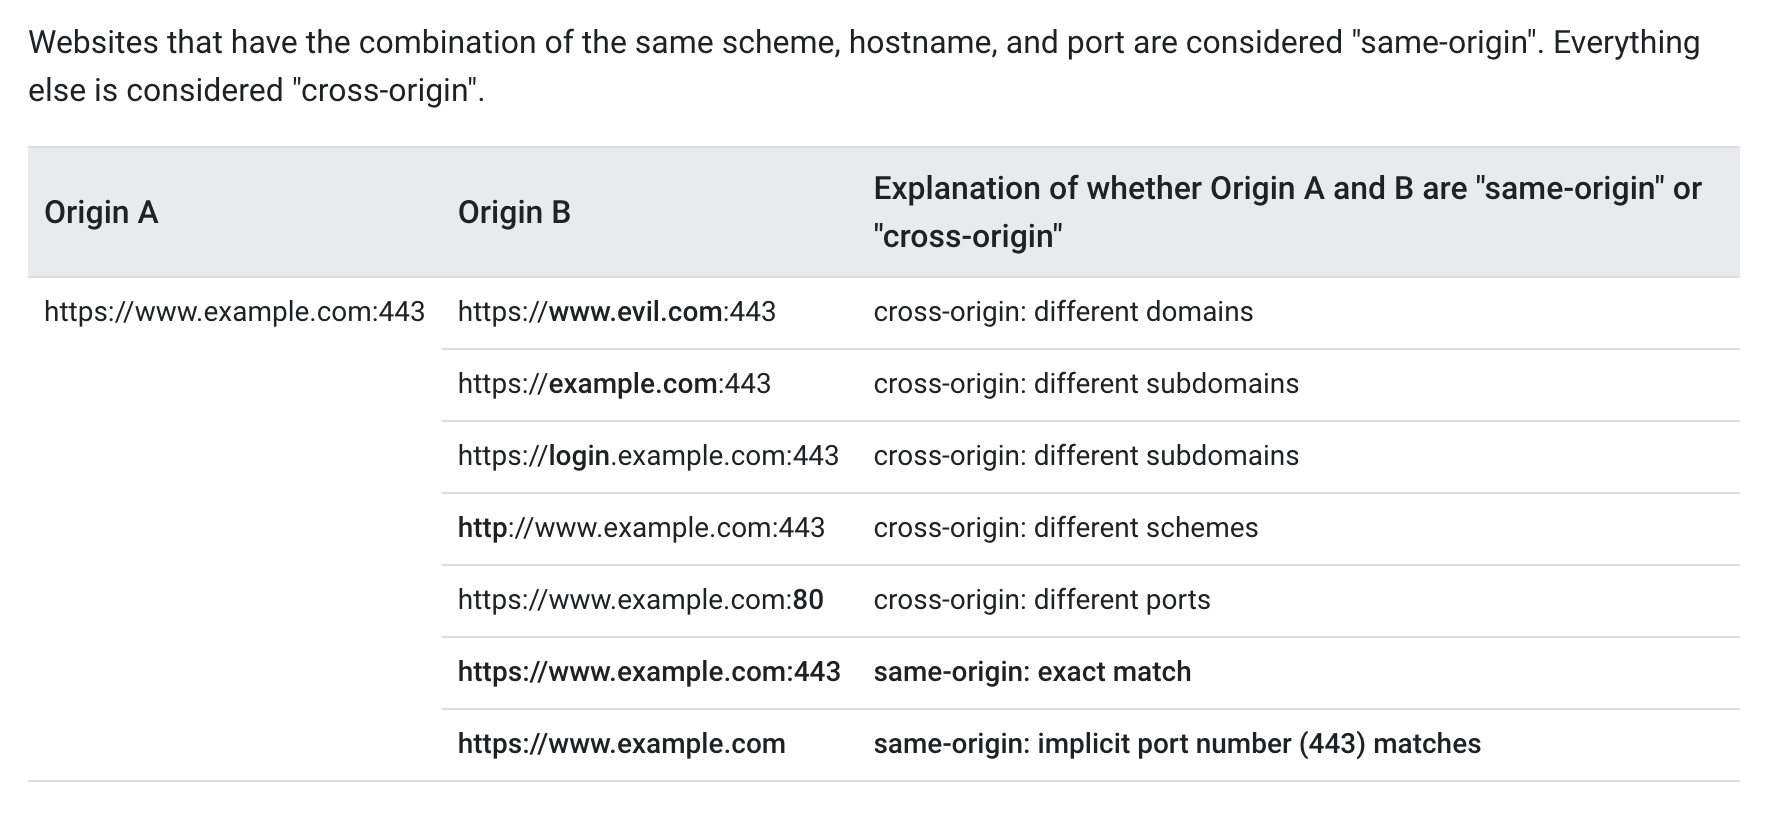 Websites that have the combination of the same scheme, hostname, and port are considered "same-origin". Everything
else is considered "cross-origin".
Origin A Origin B Explanation of whether Origin A and B are "same-origin" or
"cross-origin"
https://www.example.com:443 https://www.evil.com:443 cross-origin: different domains
https://example.com:443 cross-origin: different subdomains
https://login.example.com:443 cross-origin: different subdomains
http://www.example.com:443 cross-origin: different schemes
https://www.example.com:80 cross-origin: different ports
https://www.example.com:443 same-origin: exact match
https://www.example.com same-origin: implicit port number (443) matches